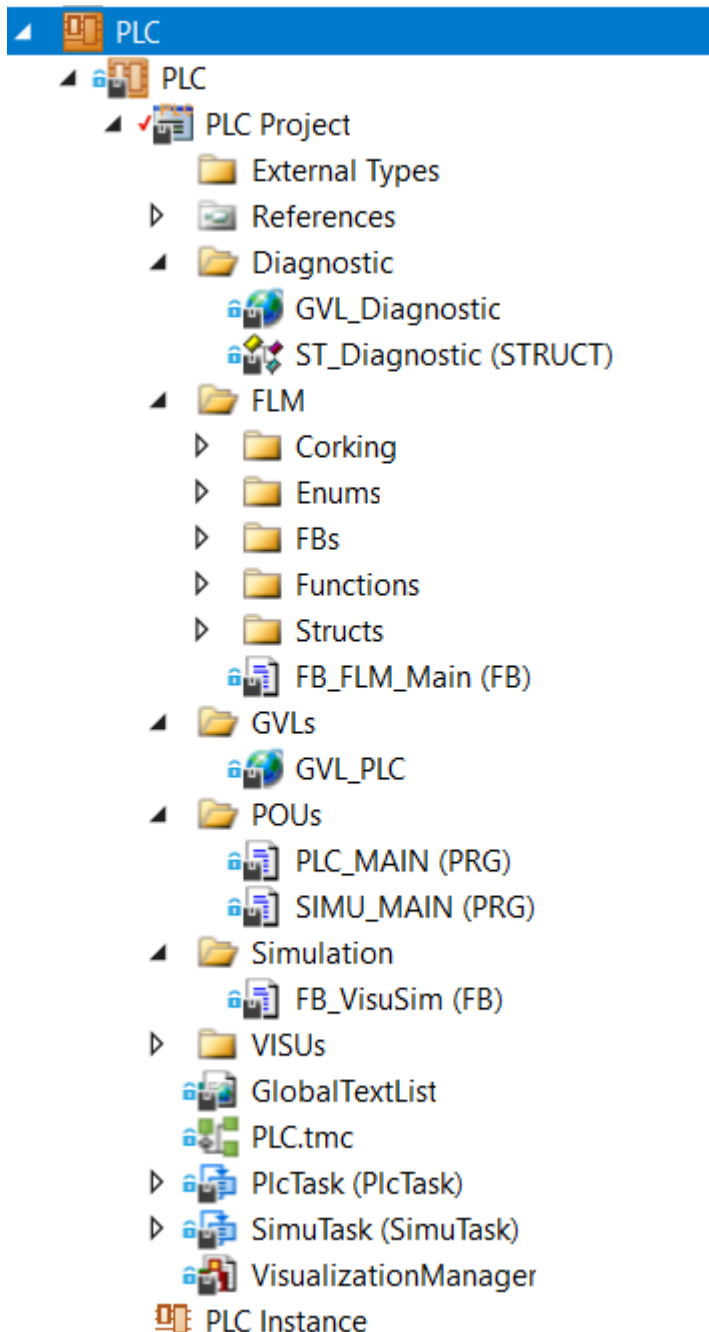 PLC
PLC
PLC Project
External Types
References
Diagnostic
GVL_Diagnostic
ST_Diagnostic (STRUCT)
FLM
Corking
Enums
FBs
Functions
Structs
FB_FLM_Main (FB)
GVLs
GVL_PLC
POUs
PLC_MAIN (PRG)
SIMU_MAIN (PRG)
Simulation
FB_VisuSim (FB)
VISUs
GlobalTextList
PLC.tmc
PlcTask (PlcTask)
SimuTask (SimuTask)
VisualizationManager
PLC Instance